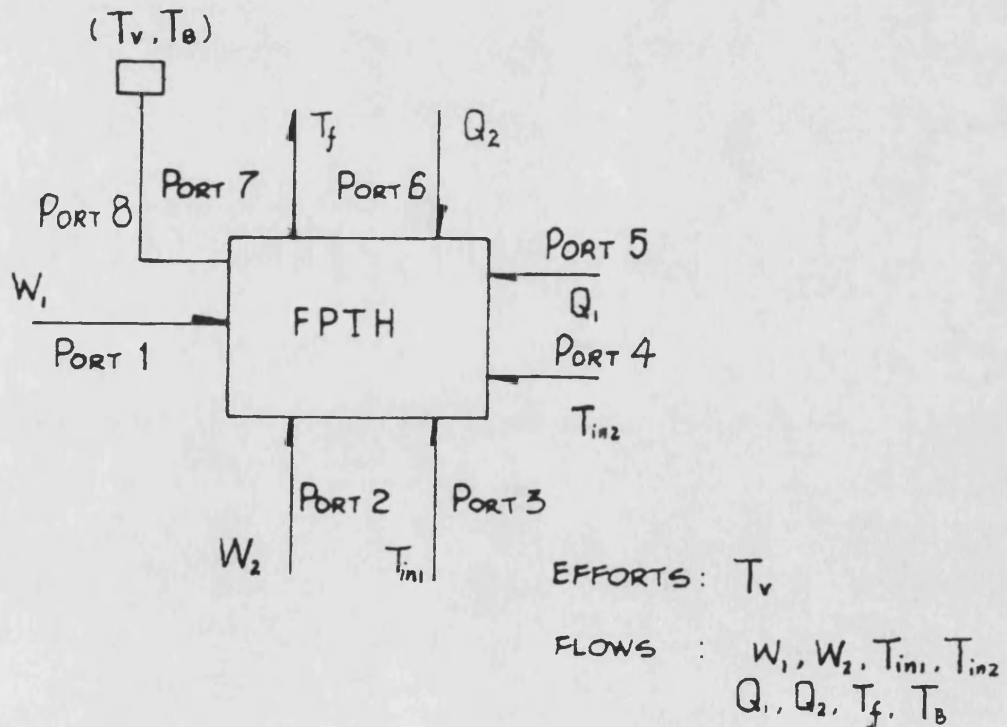 (Tv, TB)
Tf
Q2
PORT 7
PORT 6
PORT 8
PORT 5
W1
Q1
FPTH
PORT 4
PORT 1
Tin2
PORT 2
PORT 3
W2
Tin1
EFFORTS: Tv
FLOWS : W1, W2, Tin1, Tin2
Q1, Q2, Tf, TB